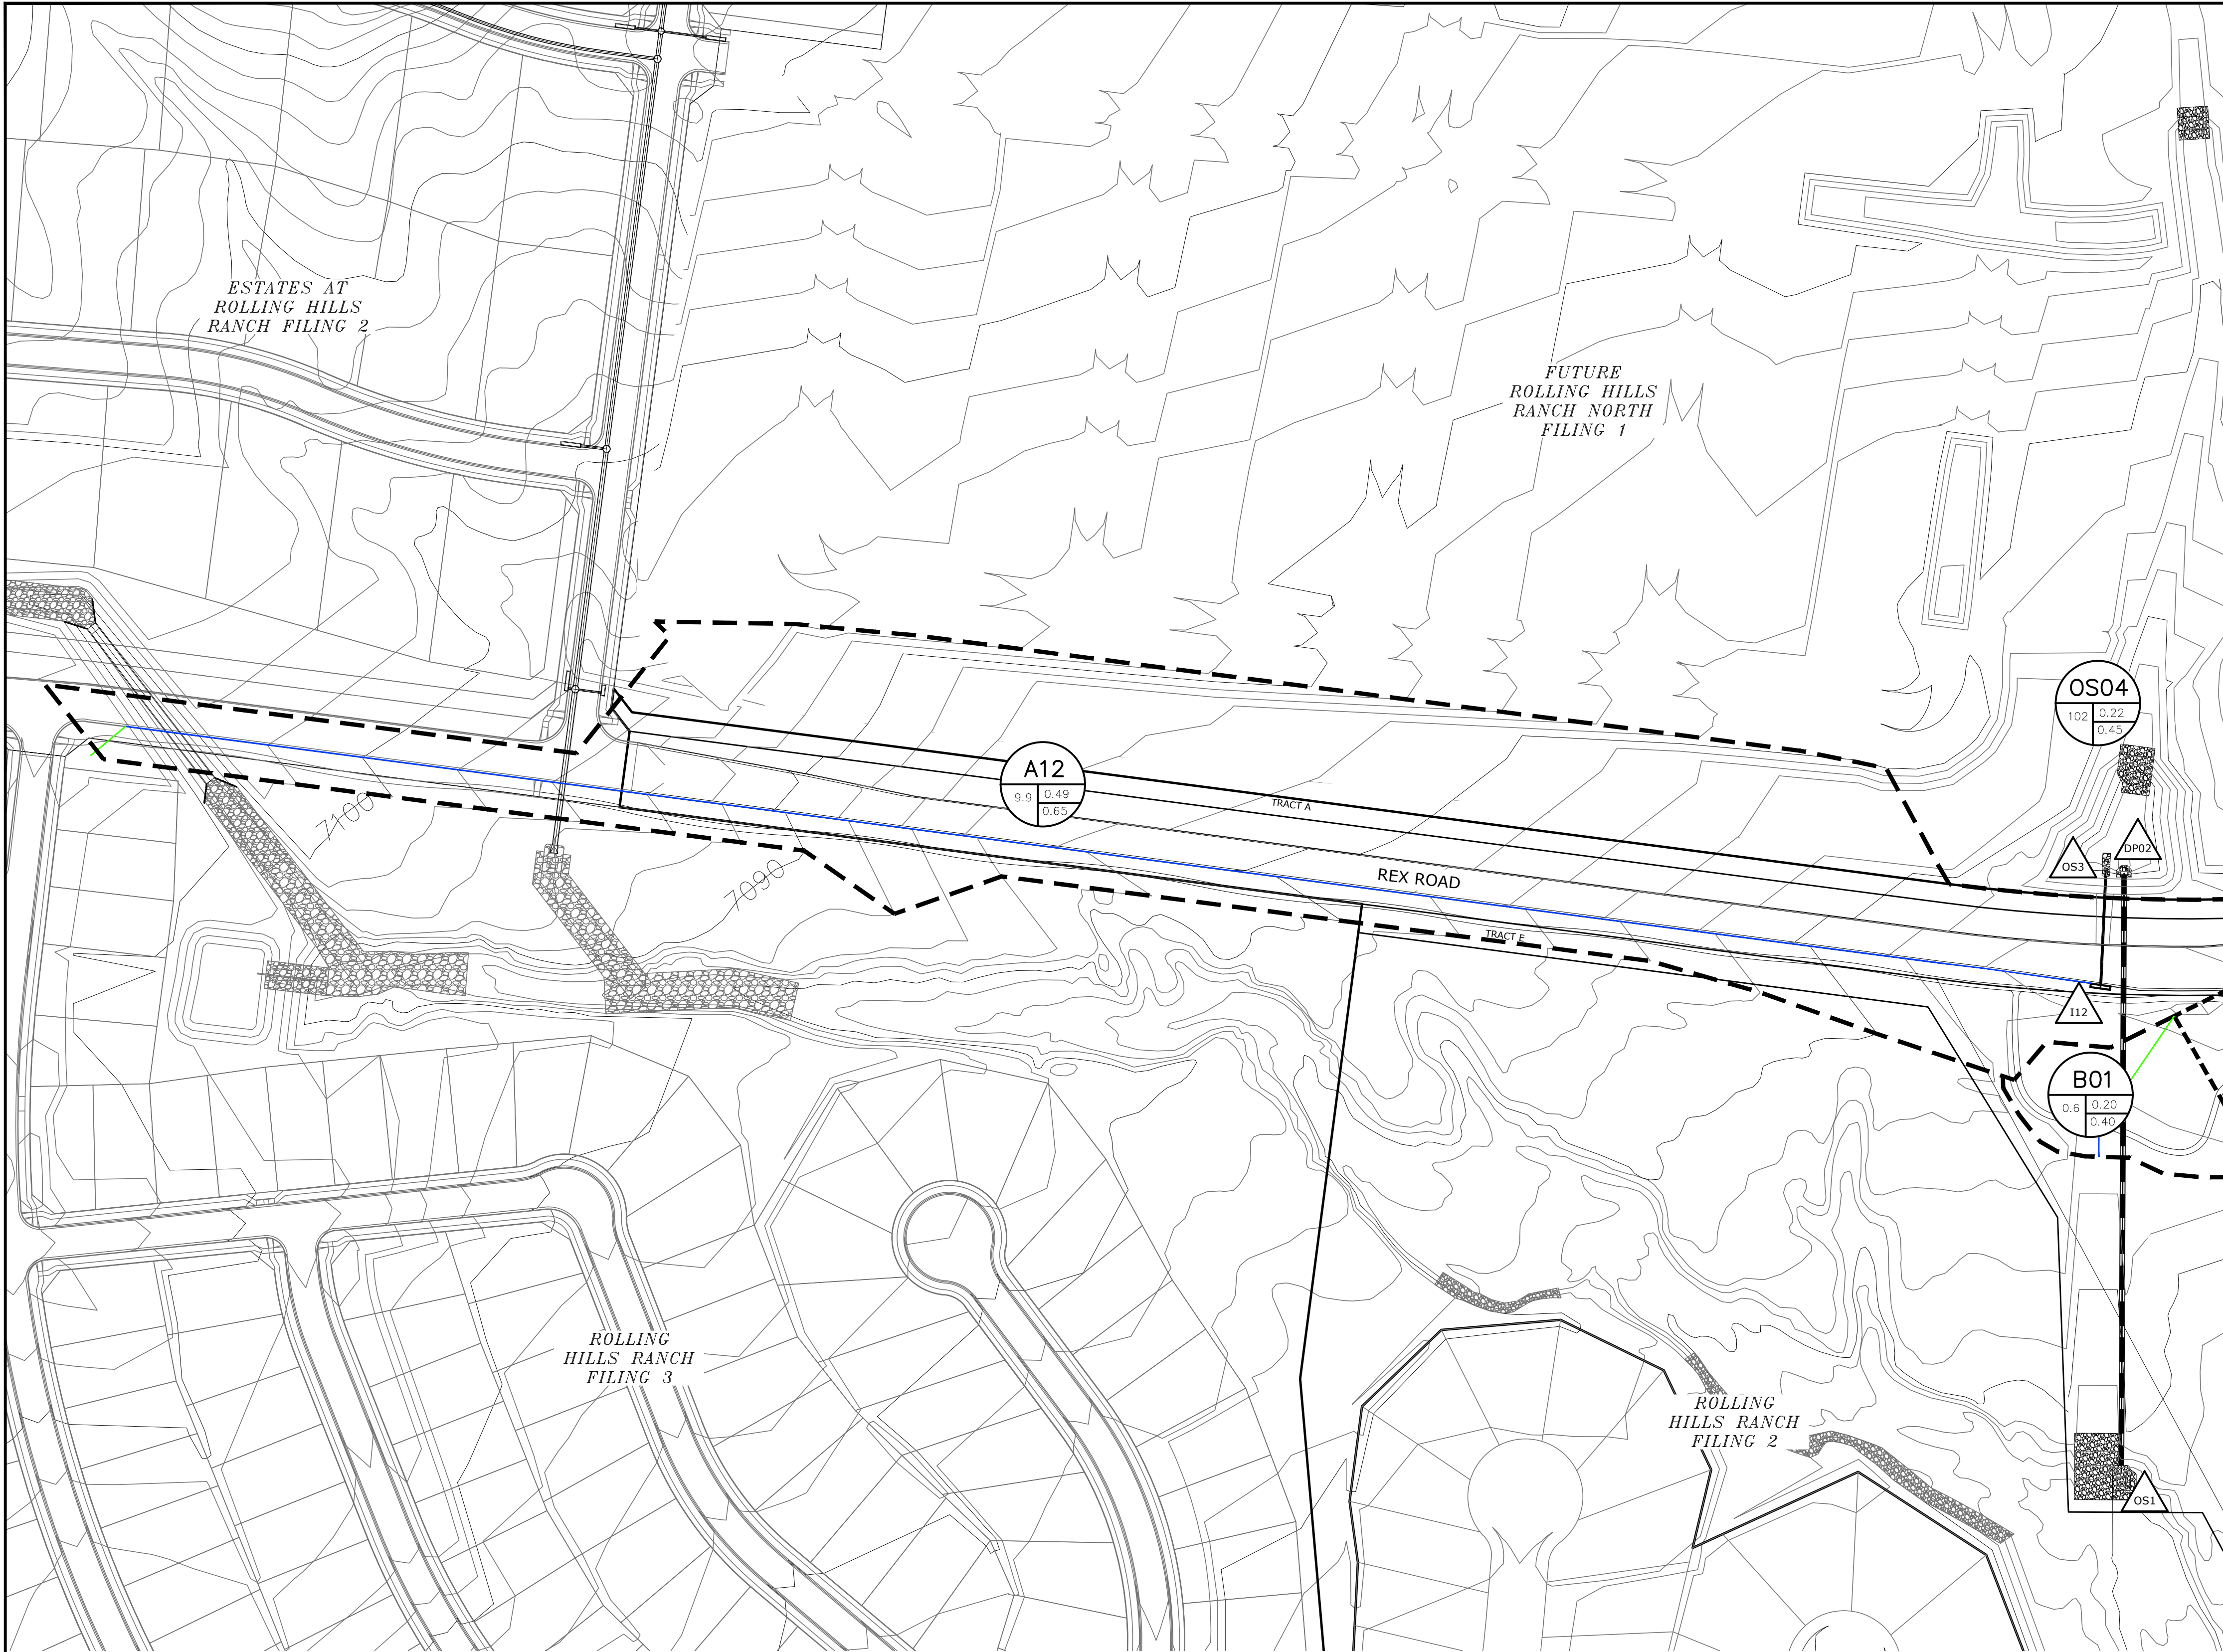 ESTATES AT
ROLLING HILLS
RANCH FILING 2
FUTURE
ROLLING HILLS
RANCH NORTH
FILING 1
OS04
102
0.22
0.45
A12
9.9
0.49
0.65
TRACT A
7100
OS3
DP02
7090
REX ROAD
TRACT E
I12
B01
0.6
0.20
0.40
ROLLING
HILLS RANCH
FILING 3
ROLLING
HILLS RANCH
FILING 2
OS1